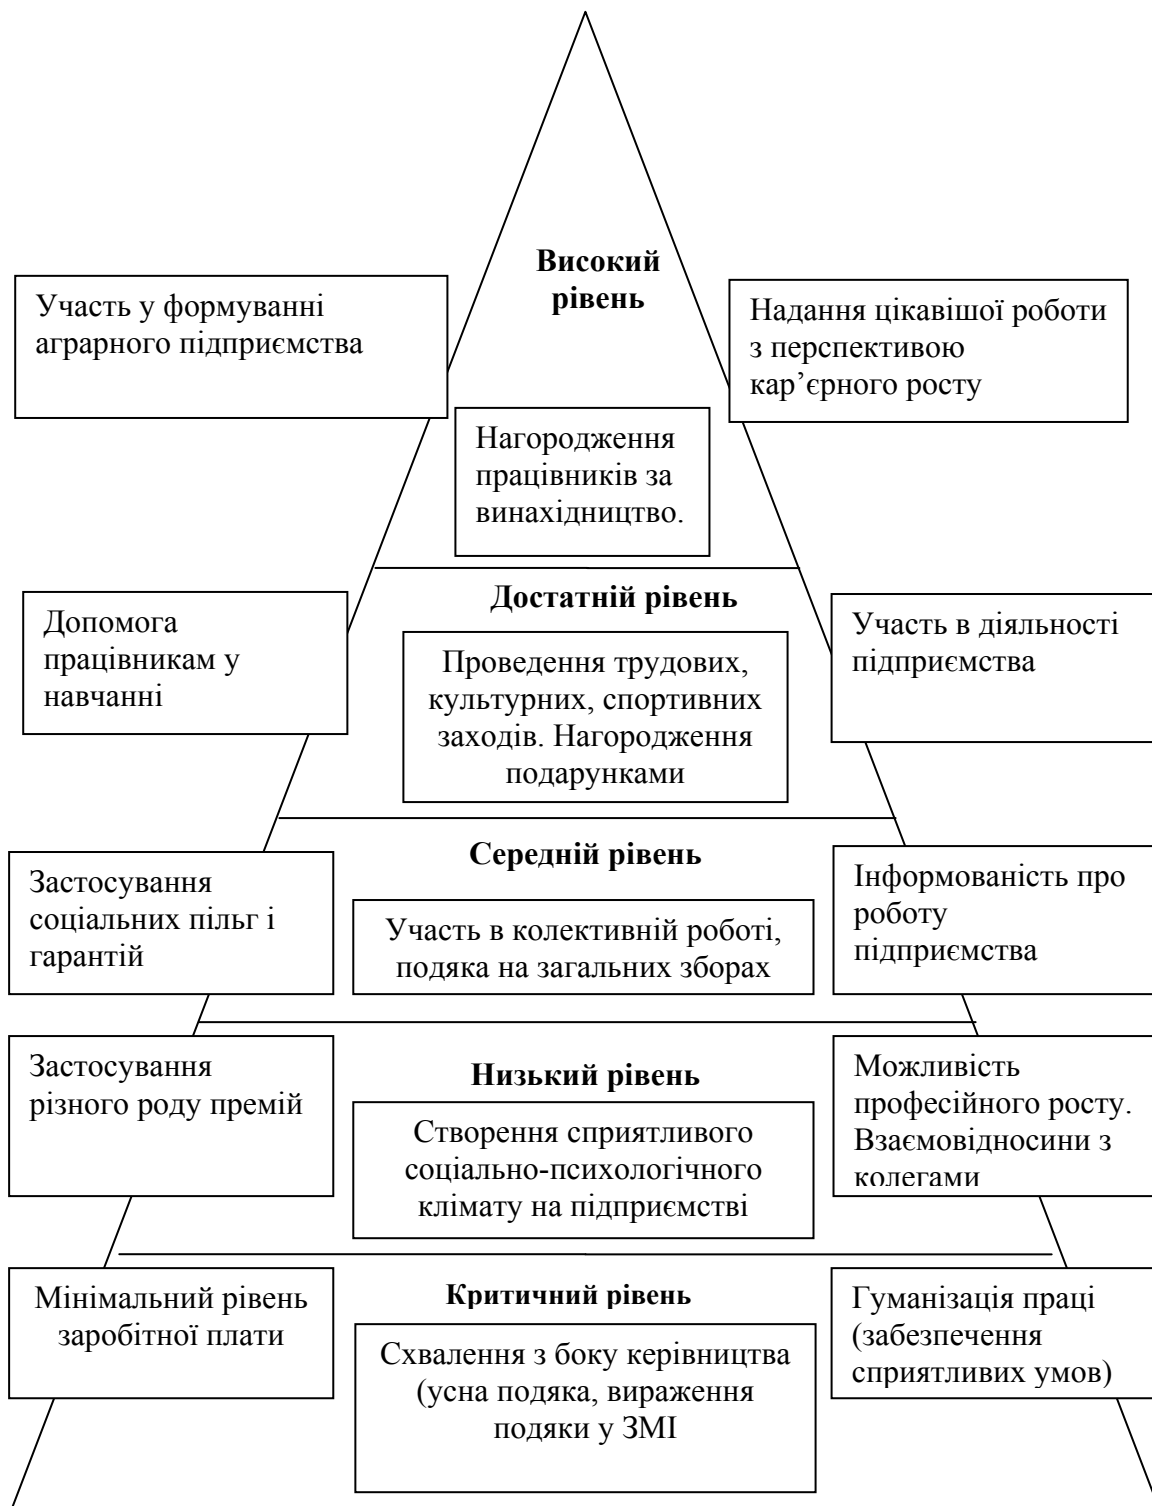 Високий
рівень
Участь у формуванні
аграрного підприємства
Надання цікавішої роботи
з перспективою
кар’єрного росту
Нагородження
працівників за
винахідництво.
Достатній рівень
Допомога
працівникам у
навчанні
Проведення трудових,
культурних, спортивних
заходів. Нагородження
подарунками
Участь в діяльності
підприємства
Середній рівень
Застосування
соціальних пільг і
гарантій
Участь в колективній роботі,
подяка на загальних зборах
Інформованість про
роботу
підприємства
Низький рівень
Застосування
різного роду премій
Створення сприятливого
соціально-психологічного
клімату на підприємстві
Можливість
професійного росту.
Взаємовідносини з
колегами
Критичний рівень
Мінімальний рівень
заробітної плати
Схвалення з боку керівництва
(усна подяка, вираження
подяки у ЗМІ
Гуманізація праці
(забезпечення
сприятливих умов)